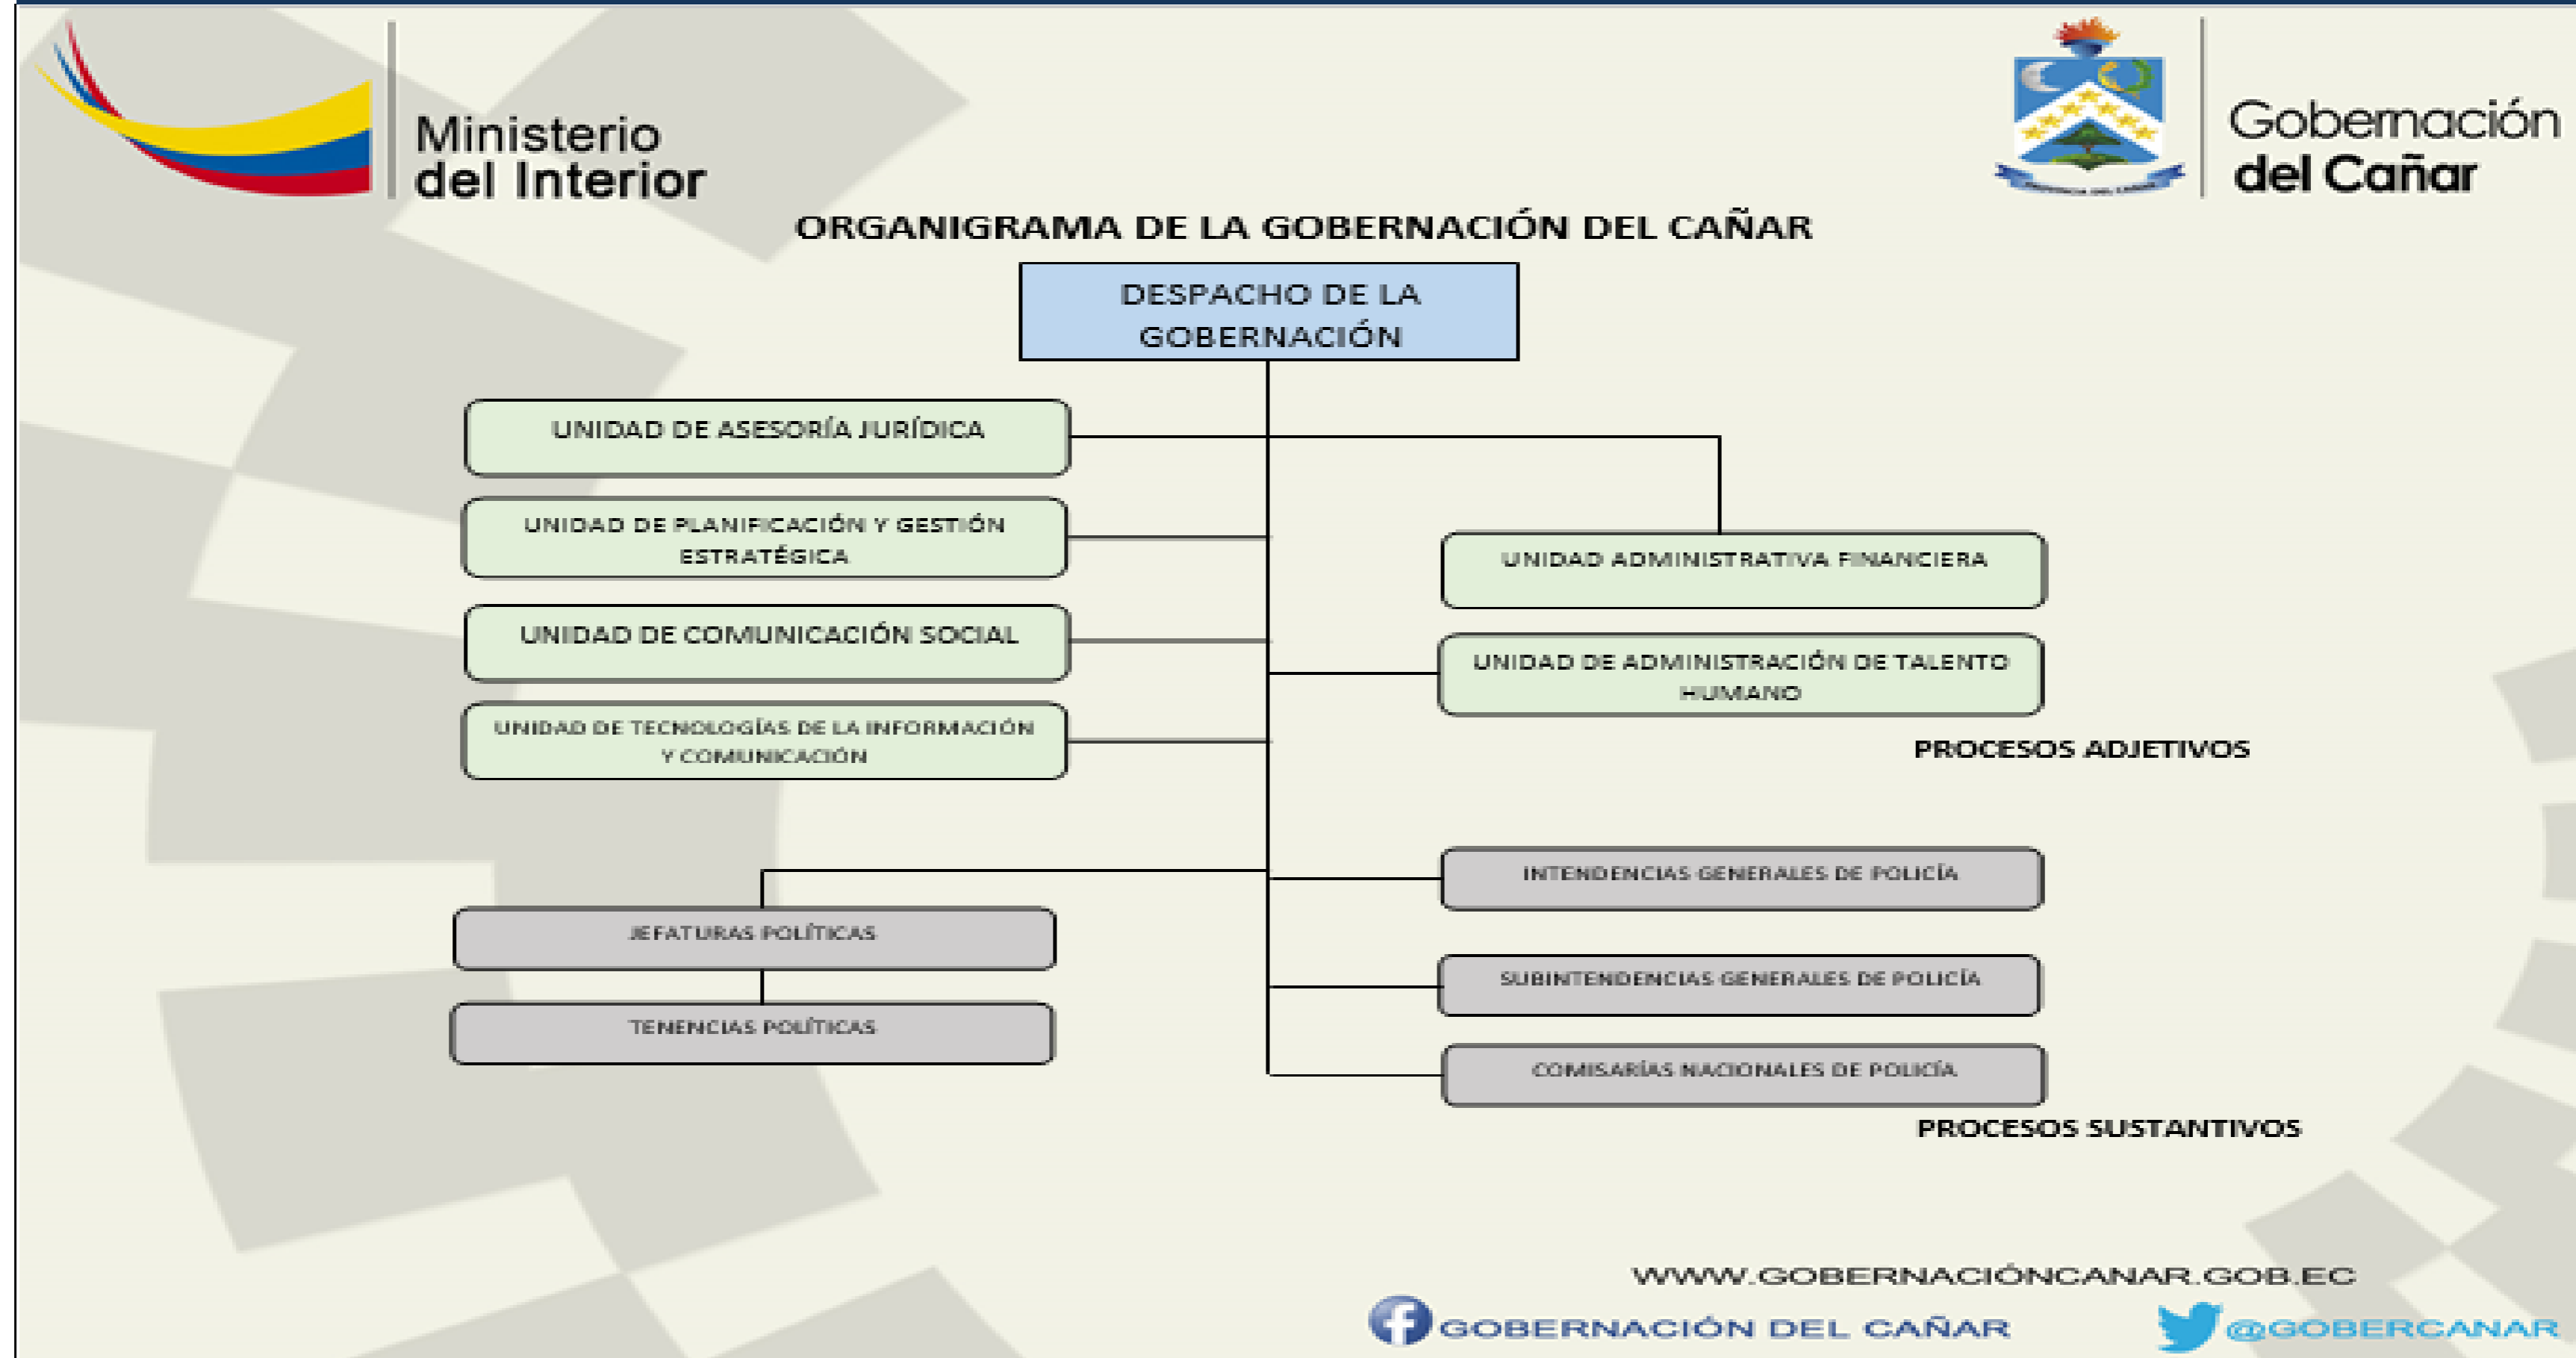 Ministerio
del Interior
Gobernación
del Cañar
ORGANIGRAMA DE LA GOBERNACIÓN DEL CAÑAR
DESPACHO DE LA
GOBERNACIÓN
UNIDAD DE ASESORÍA JURÍDICA
UNIDAD DE PLANIFICACIÓN Y GESTIÓN
ESTRATÉGICA
UNIDAD DE COMUNICACIÓN SOCIAL
UNIDAD DE TECNOLOGÍAS DE LA INFORMACIÓN
Y COMUNICACIÓN
UNIDAD ADMINISTRATIVA FINANCIERA
UNIDAD DE ADMINISTRACIÓN DE TALENTO
HUMANO
PROCESOS ADJETIVOS
JEFATURAS POLÍTICAS
TENENCIAS POLÍTICAS
INTENDENCIAS GENERALES DE POLICÍA
SUBINTENDENCIAS GENERALES DE POLICÍA
COMISARÍAS NACIONALES DE POLICÍA
PROCESOS SUSTANTIVOS
WWW.GOBERNACIÓNCANAR.GOB.EC
GOBERNACIÓN DEL CAÑAR
@GOBERCANAR